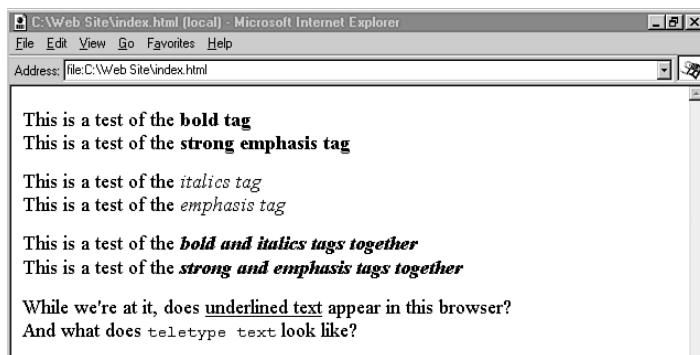 C:\Web Site\index.html (local) - Microsoft Internet Explorer
File Edit View Go Favorites Help
Address: file:C:\Web Site\index.html
This is a test of the bold tag
This is a test of the strong emphasis tag
This is a test of the italics tag
This is a test of the emphasis tag
This is a test of the bold and italics tags together
This is a test of the strong and emphasis tags together
While we're at it, does underlined text appear in this browser?
And what does teletype text look like?